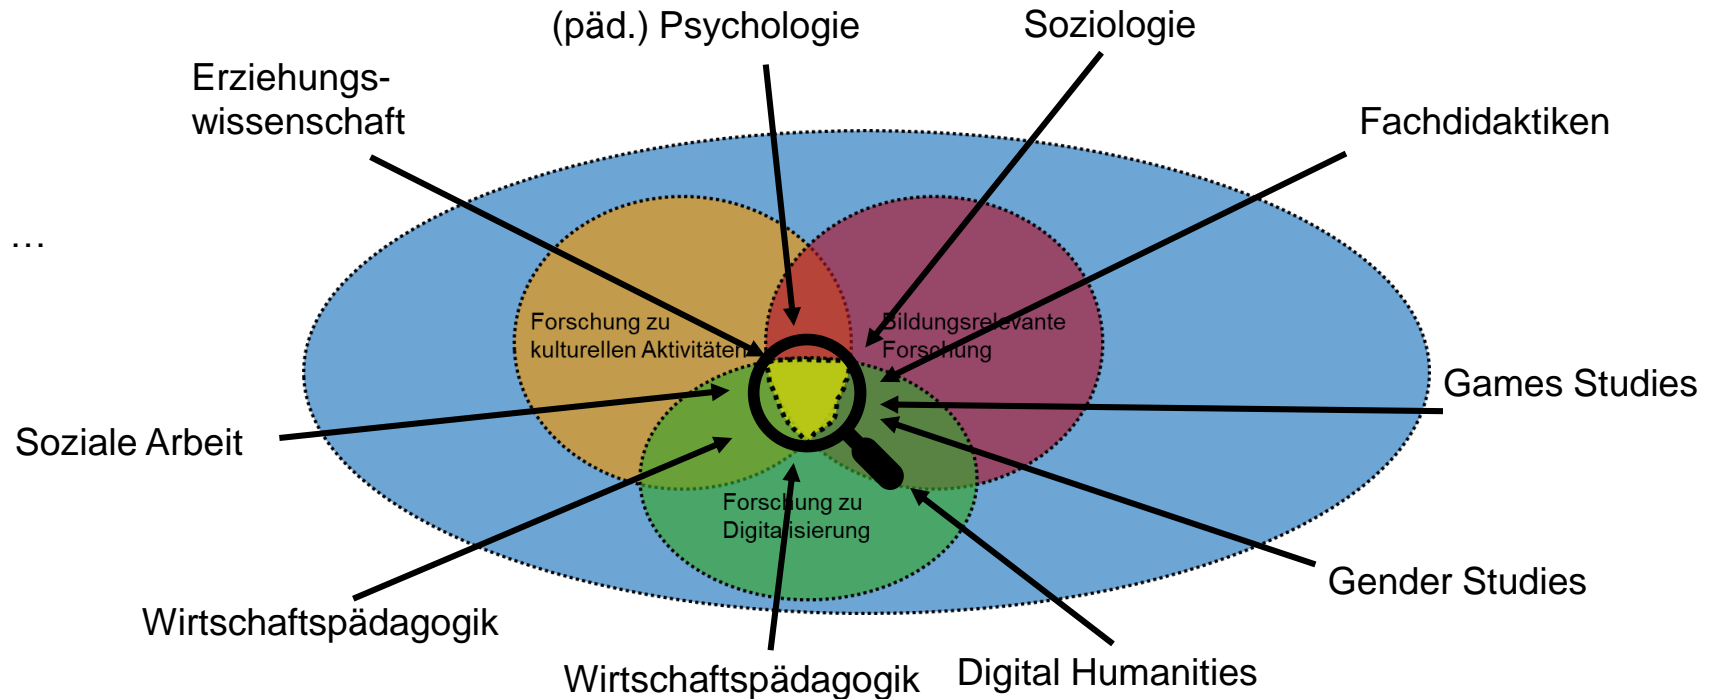 (päd.) Psychologie
Soziologie
Erziehungs-
wissenschaft
Fachdidaktiken
…
Forschung zu
kulturellen Aktivitäten
Bildungsrelevante
Forschung
Games Studies
Soziale Arbeit
Forschung zu
Digitalisierung
Gender Studies
Wirtschaftspädagogik
Wirtschaftspädagogik
Digital Humanities